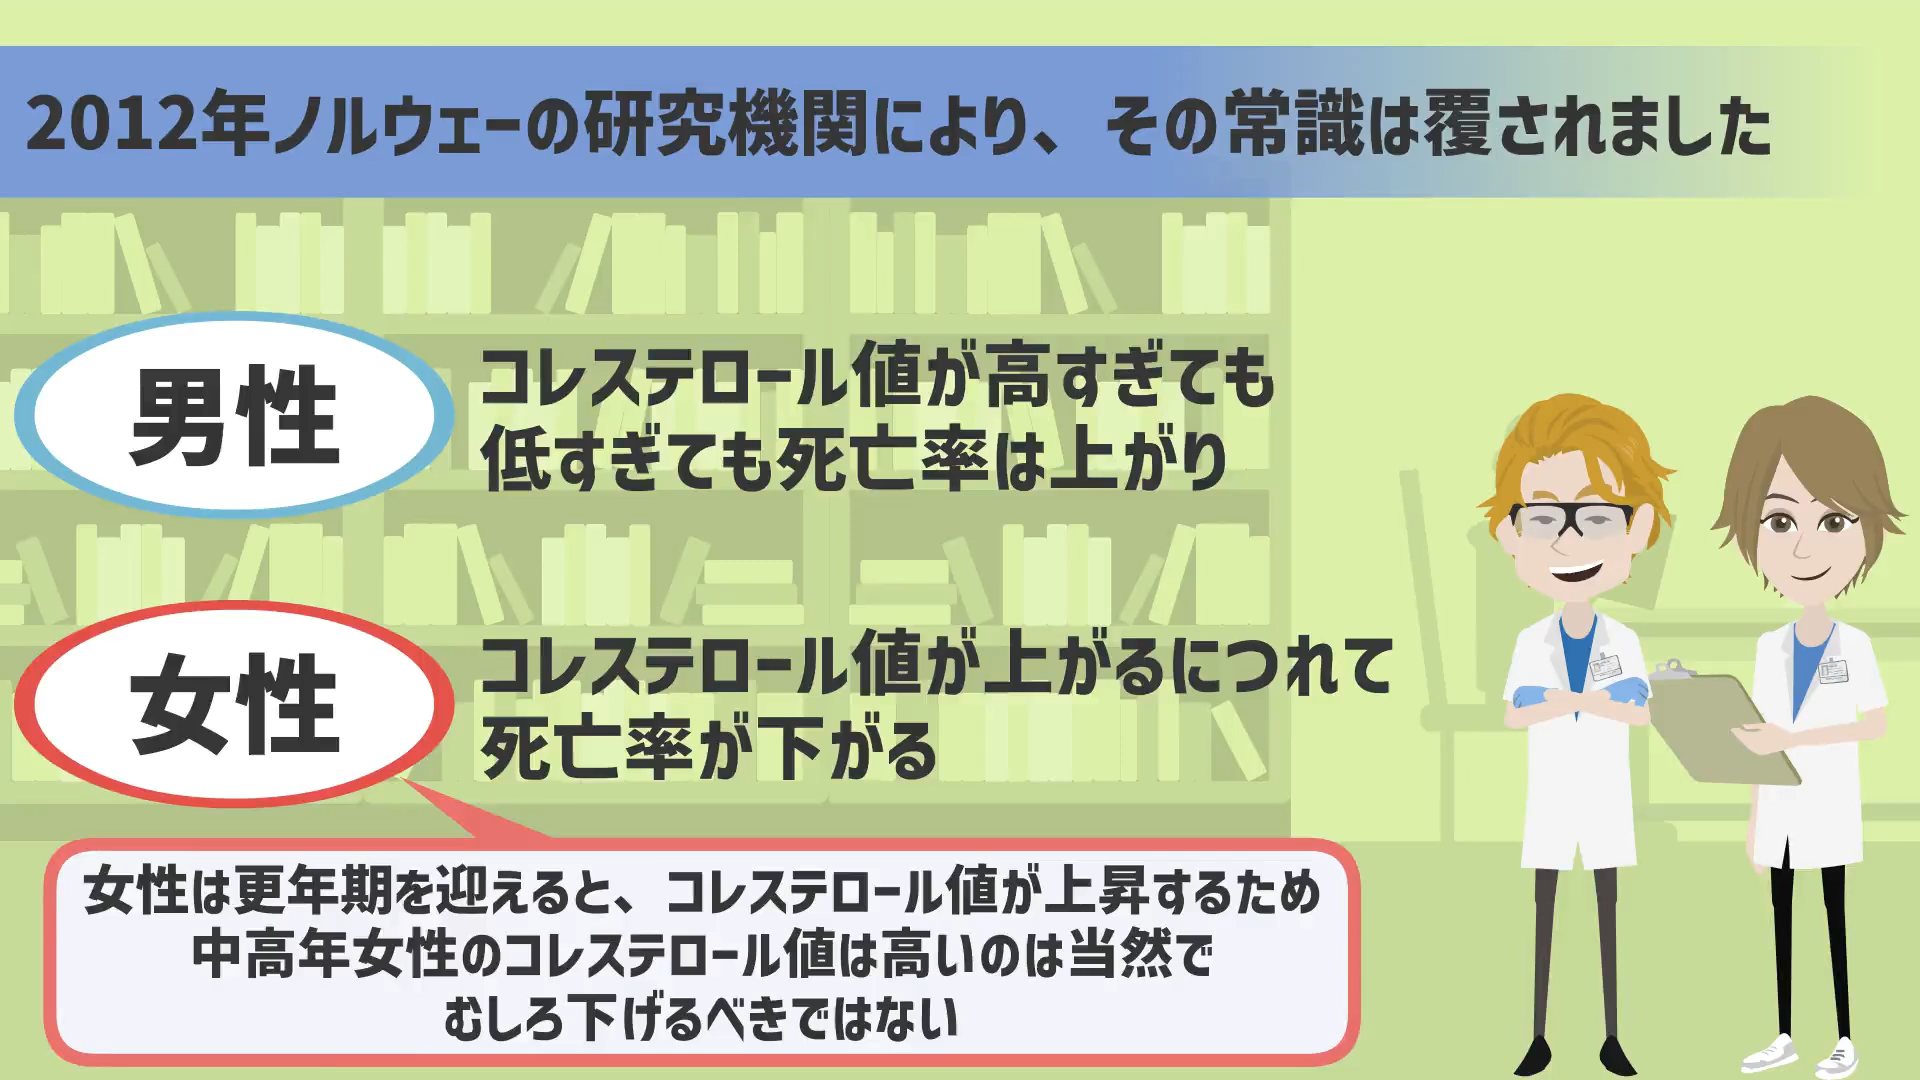 2012年ノルウェーの研究機関により、その常識は覆されました
男性
コレステロール値が高すぎても
低すぎても死亡率は上がり
女性
コレステロール値が上がるにつれて
死亡率が下がる
女性は更年期を迎えると、コレステロール値が上昇するため
中高年女性のコレステロール値は高いのは当然で
むしろ下げるべきではない